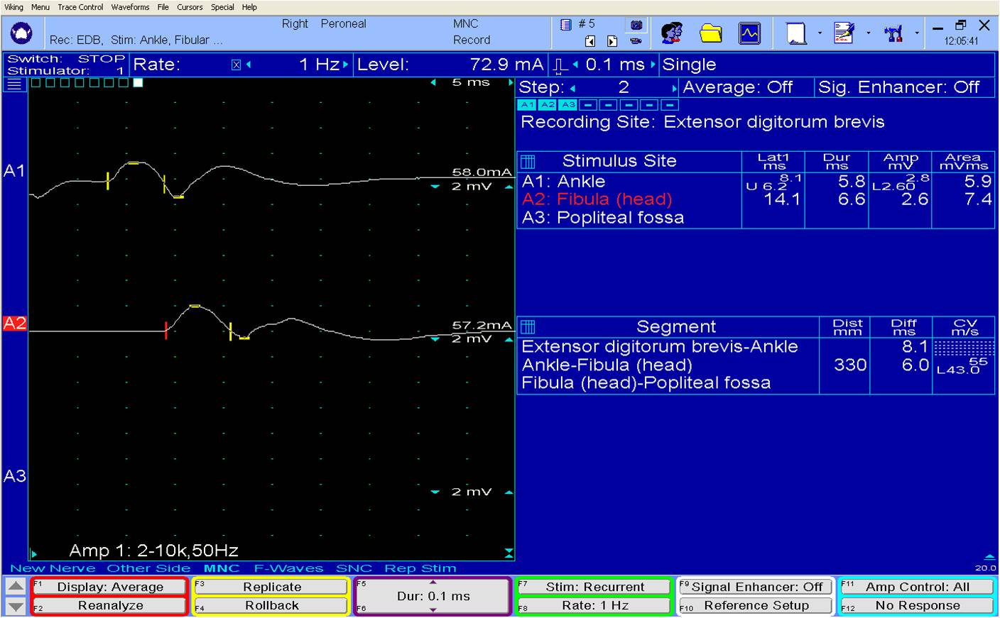 Viking Menu Trace Control Waveforms File Cursors Special Help
Right Peroneal MNC # 5
Rec: EDB, Stim: Ankle, Fibular ... Record 12:05:41
Switch: STOP
Stimulator: 1
Rate: 1 Hz Level: 72.9 mA 0.1 ms Single
5 ms
Step: 2 Average: Off Sig. Enhancer: Off
A1 A2 A3
Recording Site: Extensor digitorum brevis
Stimulus Site Lat1 ms Dur ms Amp mV Area mVms
A1: Ankle 8.1 U 6.2 5.8 2.8 L2.60 5.9
A2: Fibula (head) 14.1 6.6 2.6 7.4
A3: Popliteal fossa
A1
58.0mA
2 mV
A2
57.2mA
2 mV
Segment Dist mm Diff ms CV m/s
Extensor digitorum brevis-Ankle 8.1
Ankle-Fibula (head) 330 6.0 55 L43.0
Fibula (head)-Popliteal fossa
A3
2 mV
Amp 1: 2-10k,50Hz
New Nerve Other Side MNC F-Waves SNC Rep Stim
20.0
F1 Display: Average
F2 Reanalyze
F3 Replicate
F4 Rollback
F5 Dur: 0.1 ms
F6
F7 Stim: Recurrent
F8 Rate: 1 Hz
F9 Signal Enhancer: Off
F10 Reference Setup
F11 Amp Control: All
F12 No Response